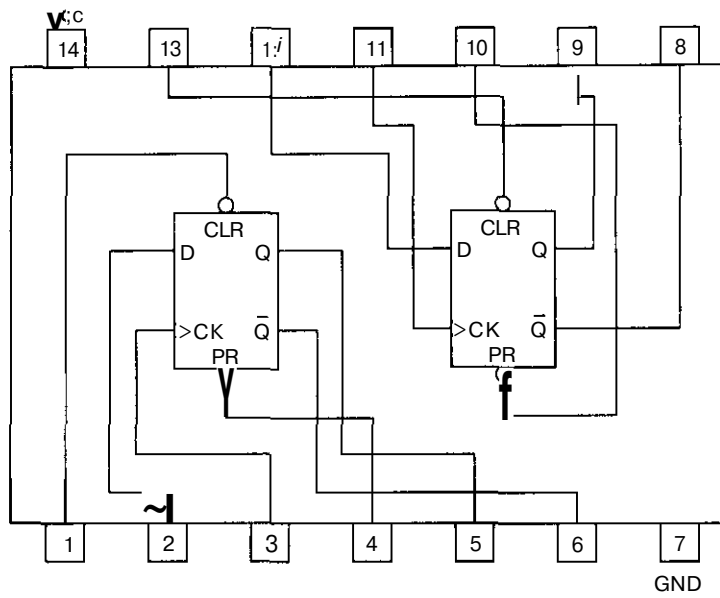 14 13 11 10 9 8
CLR CLR
D Q D Q
>CK Q̅ >CK Q̅
PR PR
1 2 3 4 5 6 7
GND